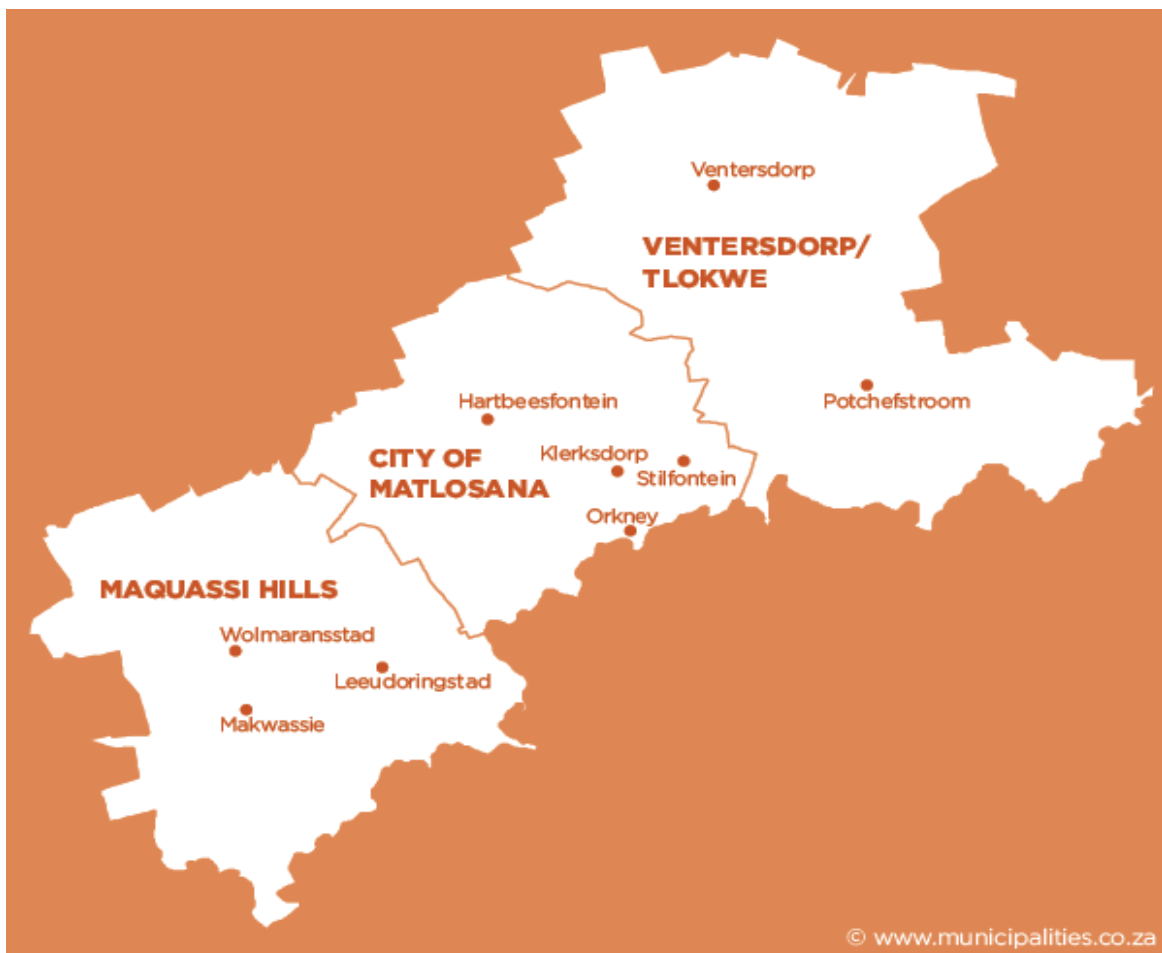 Ventersdorp
VENTERSDORP/
TLOKWE
Potchefstroom
Hartbeesfontein
CITY OF
MATLOSANA
Klerksdorp
Stilfontein
Orkney
MAQUASSI HILLS
Wolmaransstad
Leeudoringstad
Makwassie
© www.municipalities.co.za